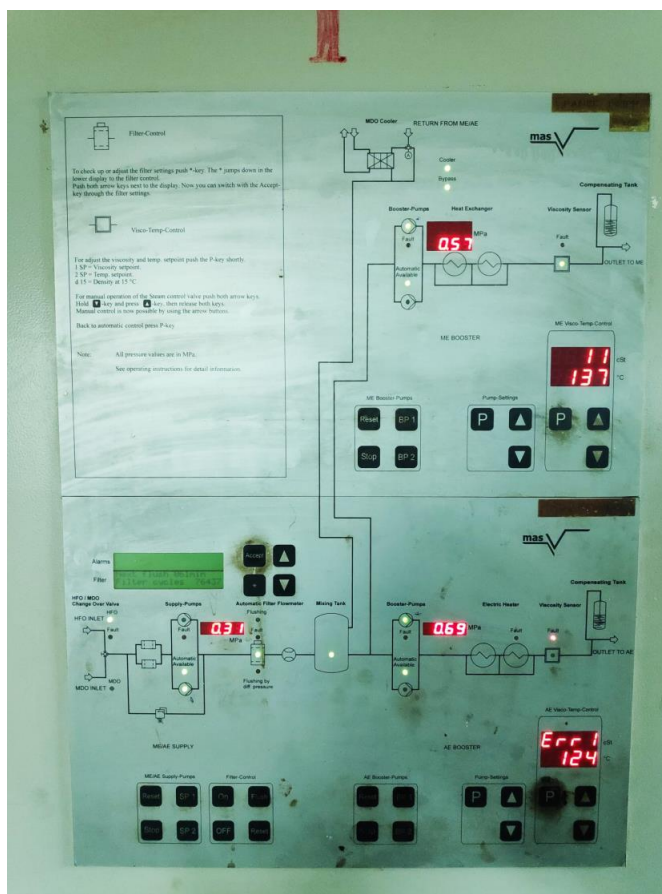 Filter-Control
To check up or adjust the filter settings push *-key. The * jumps down in the
lower display to the filter control.
Push both arrow keys next to the display. Now you can switch with the Accept-
key through the filter settings.
Visco-Temp-Control
For adjust the viscosity and temp. setpoint push the P-key shortly.
1 SP = Viscosity setpoint.
2 SP = Temp. setpoint.
d 15 = Density at 15 °C
For manual operation of the Steam control valve push both arrow keys.
Hold -key and press -key, then release both keys.
Manual control is now possible by using the arrow buttons.
Back to automatic control press P-key
Note: All pressure values are in MPa.
See operating instructions for detail information.
MDO Cooler
RETURN FROM ME/AE
mas
Cooler
Bypass
Compensating Tank
Booster-Pumps
Heat Exchanger
Viscosity Sensor
Fault
0.57
MPa
Fault
Automatic
Available
OUTLET TO ME
ME BOOSTER
ME Visco-Temp-Control
11 cSt
137 °C
ME Booster Pumps
Pump-Settings
Reset
BP 1
P
P
Stop
BP 2
mas
Alarms
Filter
Filter cycles
Accept
*
HFO / MDO
Change Over Valve
HFO
HFO INLET
Fault
MDO
MDO INLET
Supply-Pumps
Fault
Automatic
Available
0.31
MPa
Automatic Filter
Flowmeter
Flushing
Fault
Flushing by
diff. pressure
Mixing Tank
Booster-Pumps
Fault
Automatic
Available
0.69
MPa
Electric Heater
Fault
Viscosity Sensor
Fault
Compensating Tank
OUTLET TO AE
ME/AE SUPPLY
AE BOOSTER
AE Visco-Temp-Control
Err1 cSt
124 °C
ME/AE Supply-Pumps
Filter-Control
AE Booster-Pumps
Pump-Settings
Reset
SP 1
On
Flush
P
P
Stop
SP 2
OFF
Reset